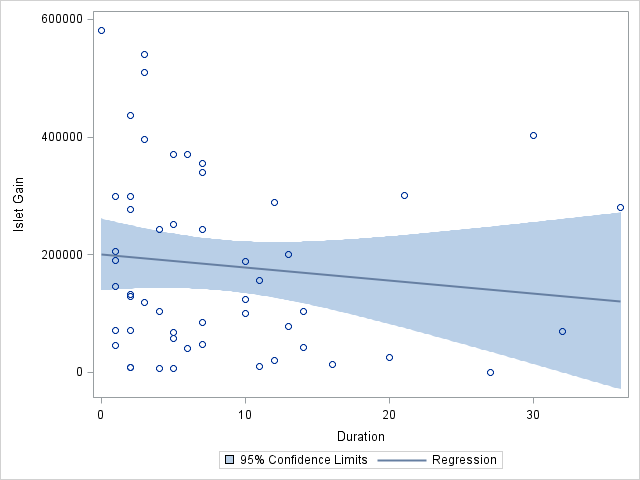 600000
400000
200000
0
Islet Gain
0 10 20 30
Duration
95% Confidence Limits Regression